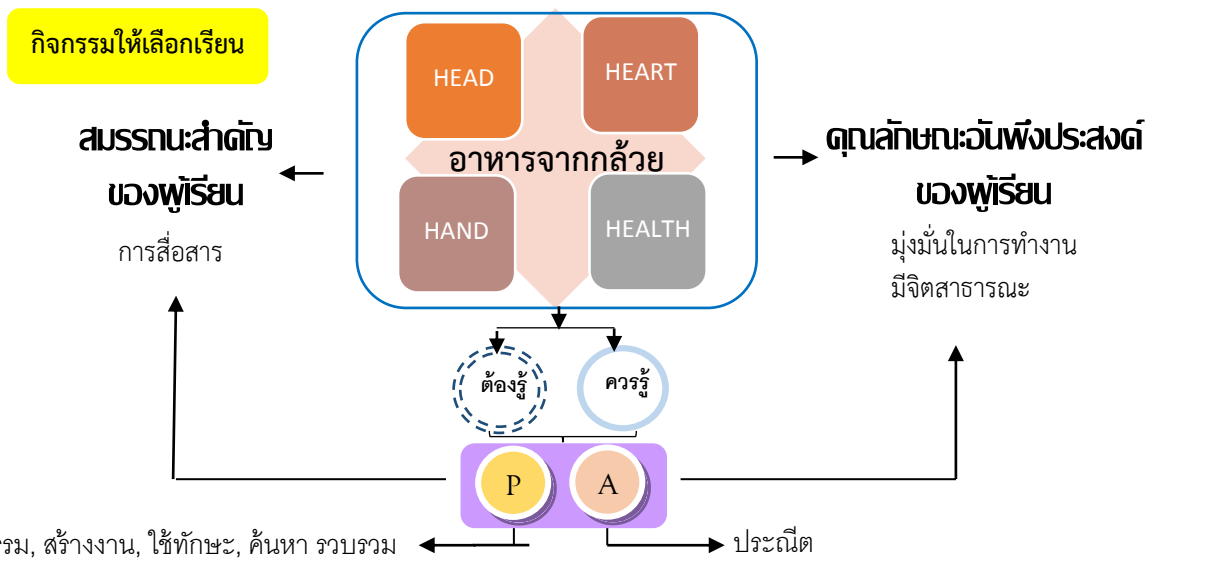 กิจกรรมให้เลือกเรียน
HEAD
HEART
อาหารจากกล้วย
HAND
HEALTH
สมรรถนะสำคัญ
ของผู้เรียน
การสื่อสาร
คุณลักษณะอันพึงประสงค์
ของผู้เรียน
มุ่งมั่นในการทำงาน
มีจิตสาธารณะ
ต้องรู้
ควรรู้
P
A
สร้างงาน, ใช้ทักษะ, ค้นหา รวบรวม
ประณีต